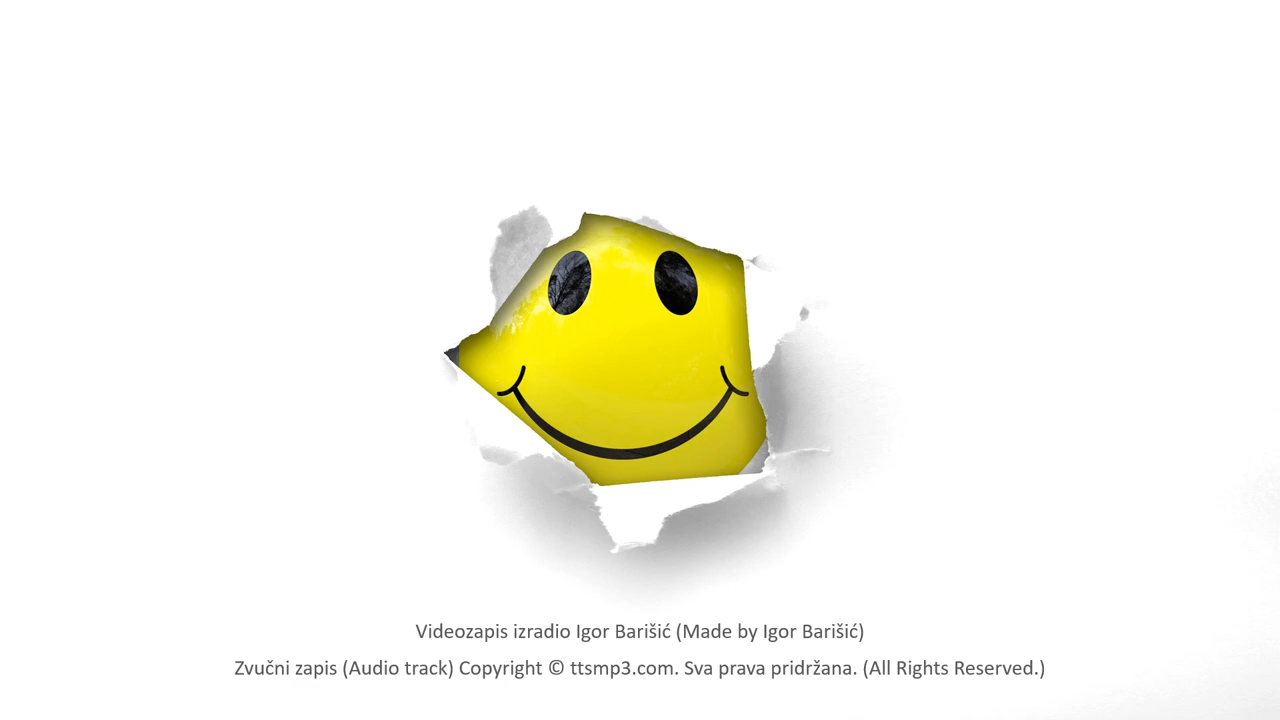 Videozapis izradio Igor Barišić (Made by Igor Barišić)
Zvučni zapis (Audio track) Copyright © ttsmp3.com. Sva prava pridržana. (All Rights Reserved.)